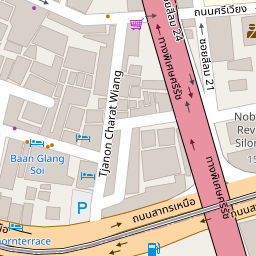 ถนนศรีเวียง
ซอยสีลม 24
ทางพิเศษศรีรัช
ซอยสีลม 21
Tjanon Charat Wiang
Nob
Rev
Silor
15
Baan Glang
Soi
ทางพิเศษศรีรัช
P
ถนนสาทรเหนือ
ถนนสาท
hornterrace